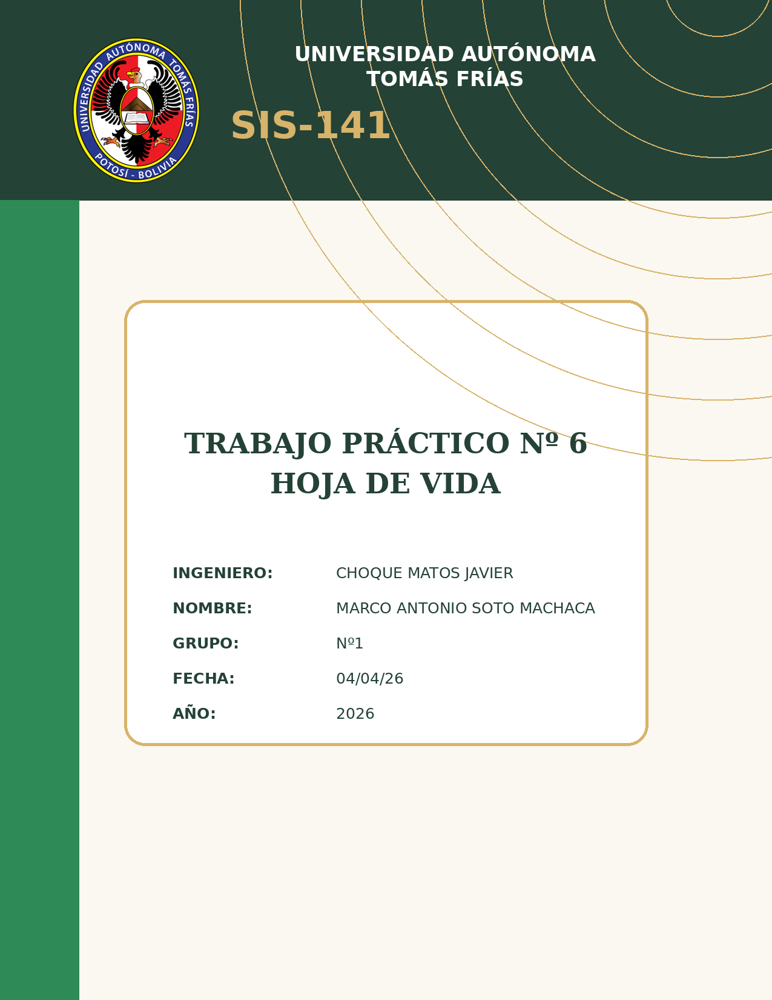 UNIVERSIDAD AUTÓNOMA TOMÁS FRÍAS
POTOSÍ - BOLIVIA
UNIVERSIDAD AUTÓNOMA
TOMÁS FRÍAS
SIS-141
TRABAJO PRÁCTICO Nº 6
HOJA DE VIDA
INGENIERO: CHOQUE MATOS JAVIER
NOMBRE: MARCO ANTONIO SOTO MACHACA
GRUPO: Nº1
FECHA: 04/04/26
AÑO: 2026